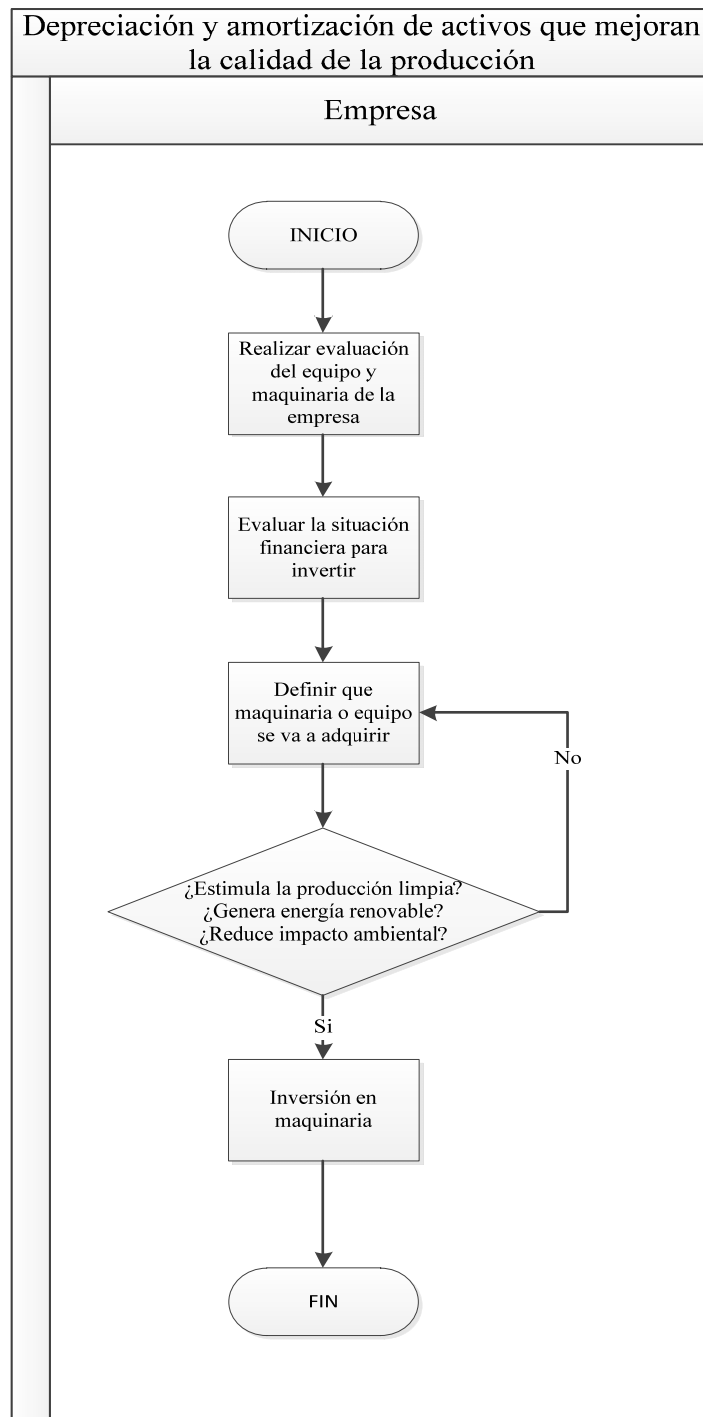 Depreciación y amortización de activos que mejoran
la calidad de la producción
Empresa
INICIO
Realizar evaluación
del equipo y
maquinaria de la
empresa
Evaluar la situación
financiera para
invertir
Definir que
maquinaria o equipo
se va a adquirir
No
¿Estimula la producción limpia?
¿Genera energía renovable?
¿Reduce impacto ambiental?
Si
Inversión en
maquinaria
FIN